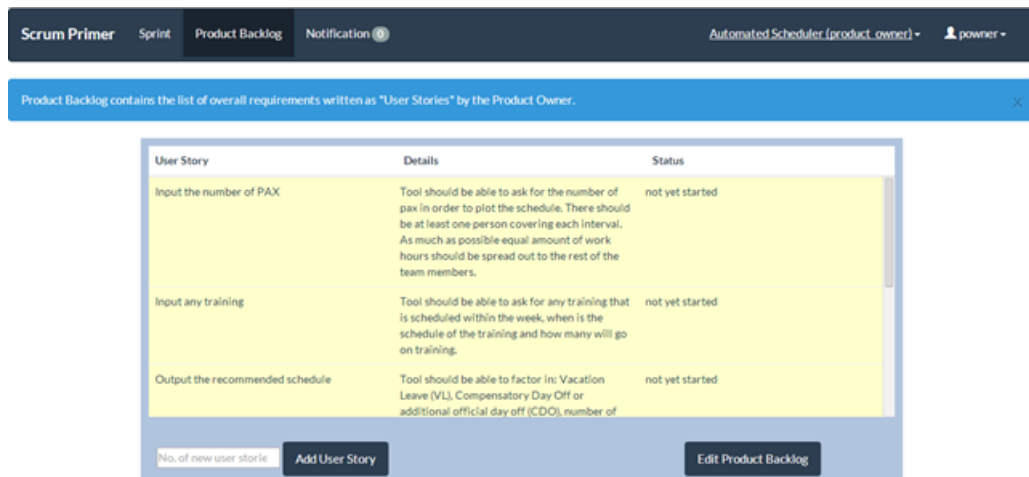 Scrum Primer Sprint Product Backlog Notification 0 Automated Scheduler (product_owner) powner
Product Backlog contains the list of overall requirements written as "User Stories" by the Product Owner. X
User Story Details Status
Input the number of PAX Tool should be able to ask for the number of not yet started
pax in order to plot the schedule. There should
be at least one person covering each interval.
As much as possible equal amount of work
hours should be spread out to the rest of the
team members.
Input any training Tool should be able to ask for any training that not yet started
is scheduled within the week, when is the
schedule of the training and how many will go
on training.
Output the recommended schedule Tool should be able to factor in: Vacation not yet started
Leave (VL), Compensatory Day Off or
additional official day off (CDO), number of
No. of new user storie Add User Story Edit Product Backlog